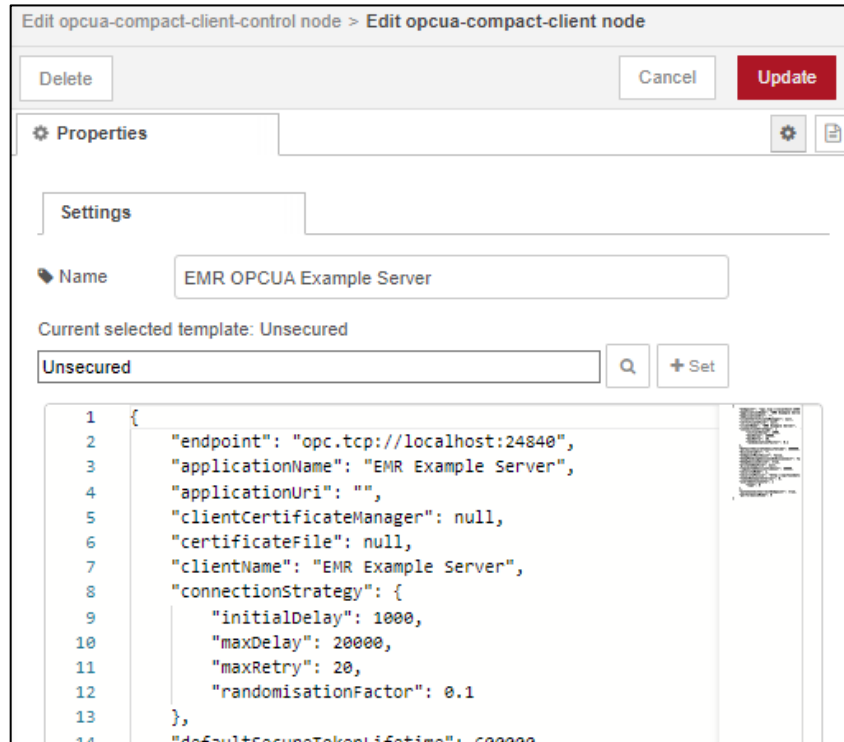 Edit opcua-compact-client-control node > Edit opcua-compact-client node
Delete Cancel Update
Properties
Settings
Name EMR OPCUA Example Server
Current selected template: Unsecured
Unsecured + Set
1 {
2 "endpoint": "opc.tcp://localhost:24840",
3 "applicationName": "EMR Example Server",
4 "applicationUri": "",
5 "clientCertificateManager": null,
6 "certificateFile": null,
7 "clientName": "EMR Example Server",
8 "connectionStrategy": {
9 "initialDelay": 1000,
10 "maxDelay": 20000,
11 "maxRetry": 20,
12 "randomisationFactor": 0.1
13 },
14 "defaultSecureTokenLifetime": 600000